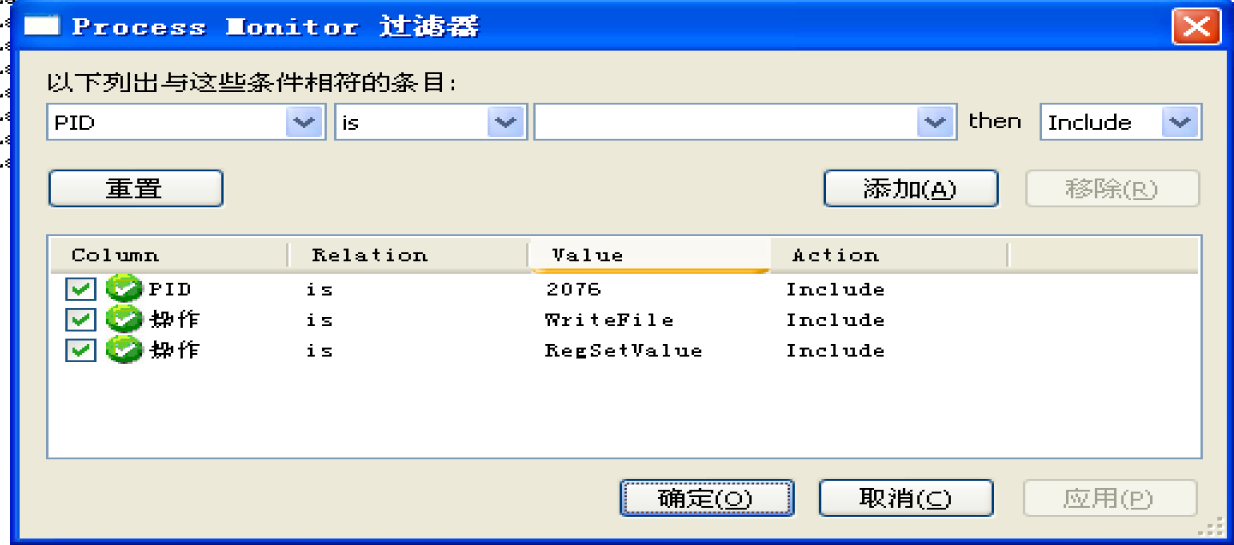 Process Monitor 过滤器
以下列出与这些条件相符的条目:
PID is then Include
重置 添加(A) 移除(R)
Column Relation Value Action
PID is 2076 Include
操作 is WriteFile Include
操作 is RegSetValue Include
确定(O) 取消(C) 应用(P)